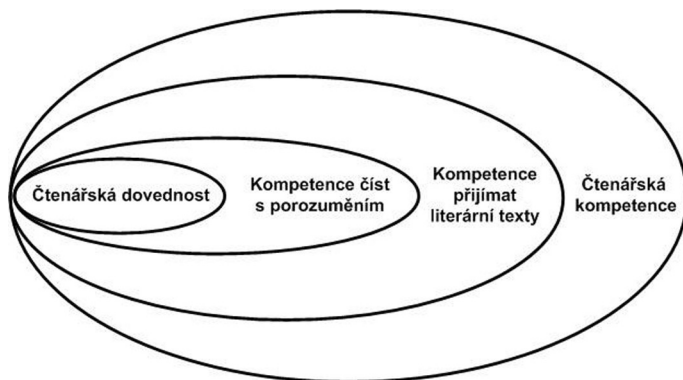 Čtenářská dovednost
Kompetence číst
s porozuměním
Kompetence
přijímat
literární texty
Čtenářská
kompetence